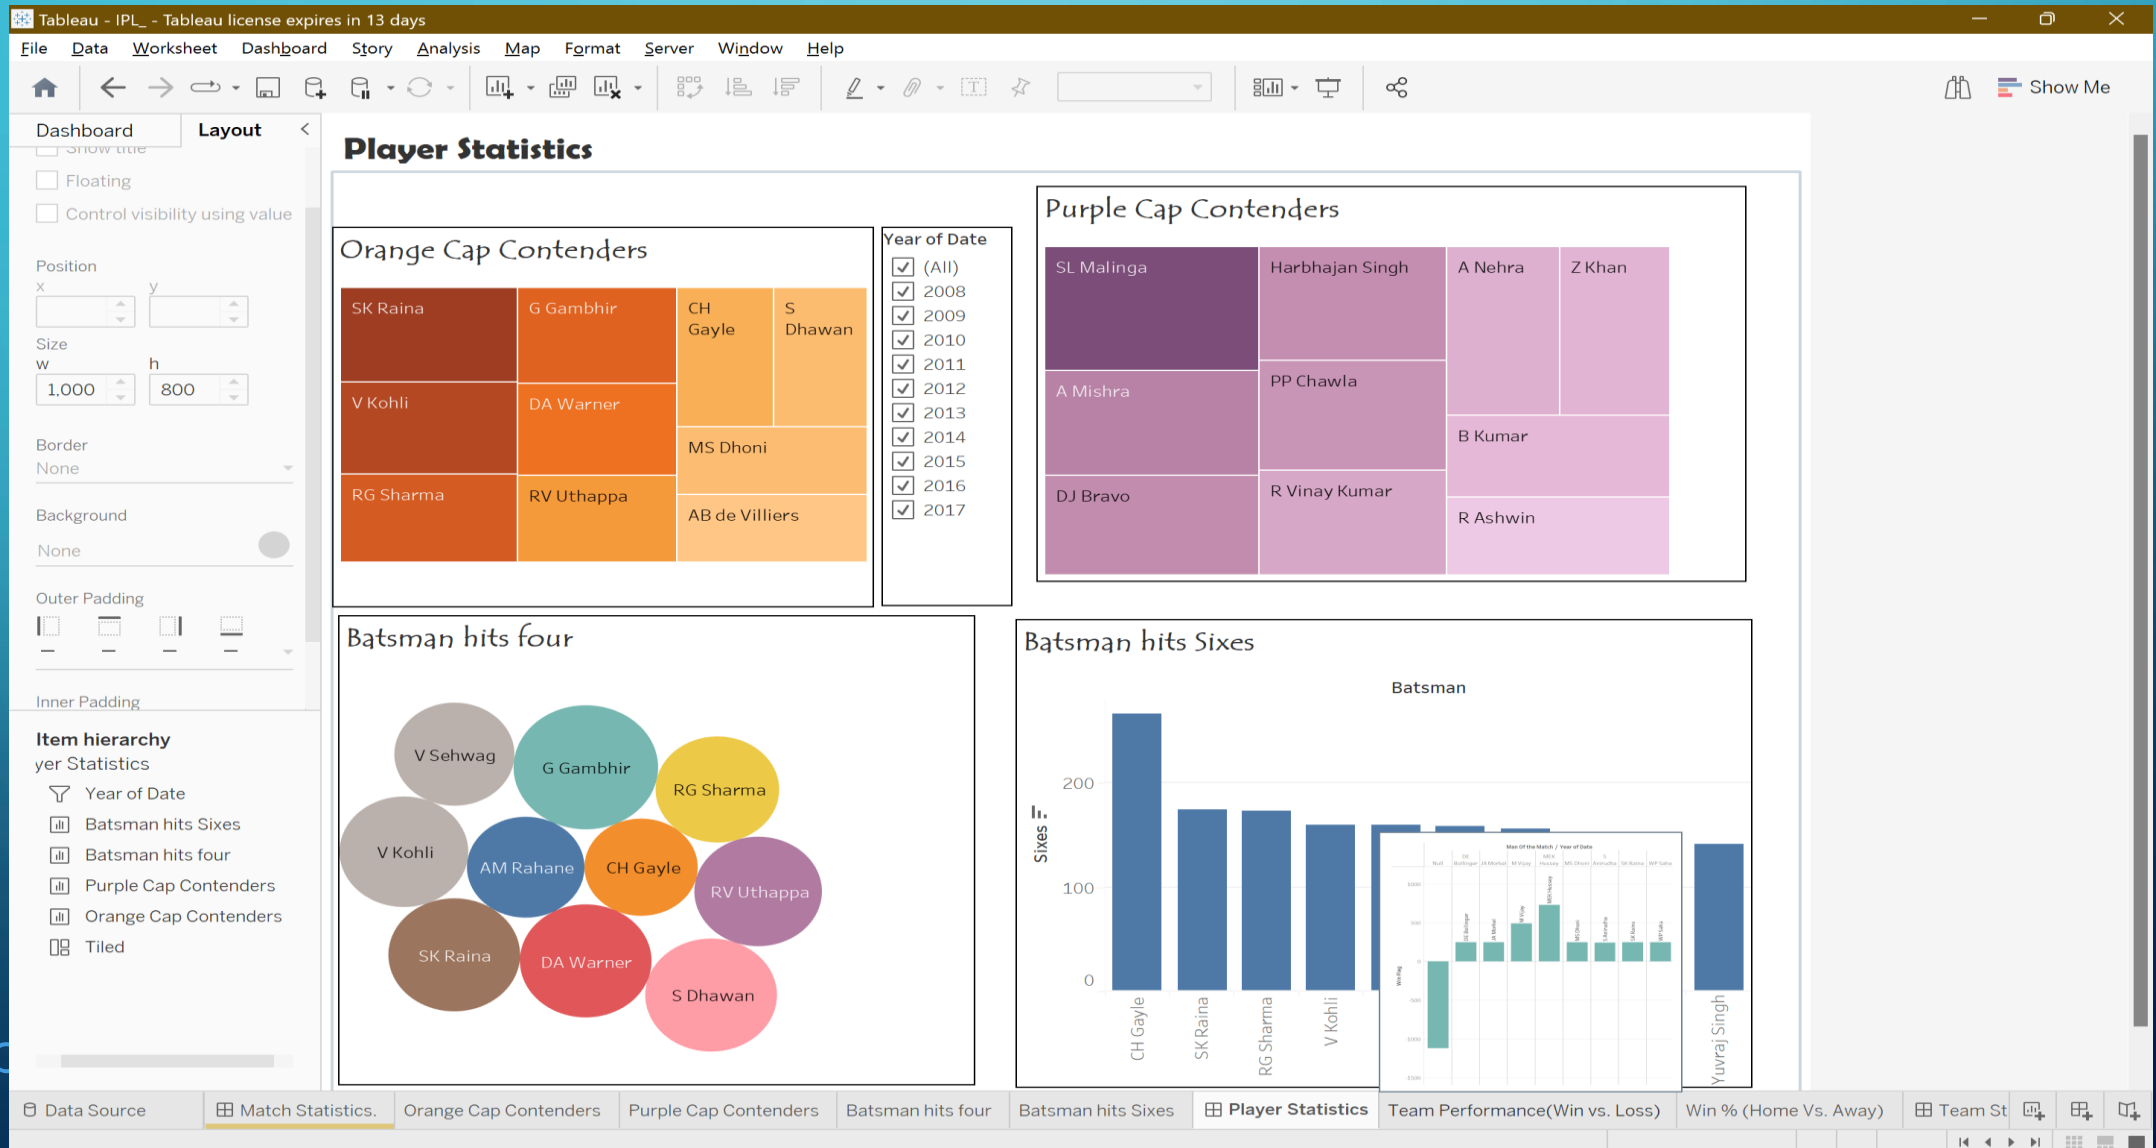 Tableau - IPL_ - Tableau license expires in 13 days
File Data Worksheet Dashboard Story Analysis Map Format Server Window Help
Show Me
Dashboard Layout
Show title
Floating
Control visibility using value
Position
x y
Size
w h
1,000 800
Border
None
Background
None
Outer Padding
Inner Padding
Item hierarchy
yer Statistics
Year of Date
Batsman hits Sixes
Batsman hits four
Purple Cap Contenders
Orange Cap Contenders
Tiled
Player Statistics
Orange Cap Contenders
SK Raina
V Kohli
RG Sharma
G Gambhir
DA Warner
RV Uthappa
CH
Gayle
S
Dhawan
MS Dhoni
AB de Villiers
Year of Date
(All)
2008
2009
2010
2011
2012
2013
2014
2015
2016
2017
Purple Cap Contenders
SL Malinga
A Mishra
DJ Bravo
Harbhajan Singh
PP Chawla
R Vinay Kumar
A Nehra
Z Khan
B Kumar
R Ashwin
Batsman hits four
V Sehwag
G Gambhir
RG Sharma
V Kohli
AM Rahane
CH Gayle
RV Uthappa
SK Raina
DA Warner
S Dhawan
Batsman hits Sixes
Batsman
Sixes
200
100
0
CH Gayle
SK Raina
RG Sharma
V Kohli
Yuvraj Singh
Man Of the Match / Year of Date
Data Source Match Statistics. Orange Cap Contenders Purple Cap Contenders Batsman hits four Batsman hits Sixes Player Statistics Team Performance(Win vs. Loss) Win % (Home Vs. Away) Team St